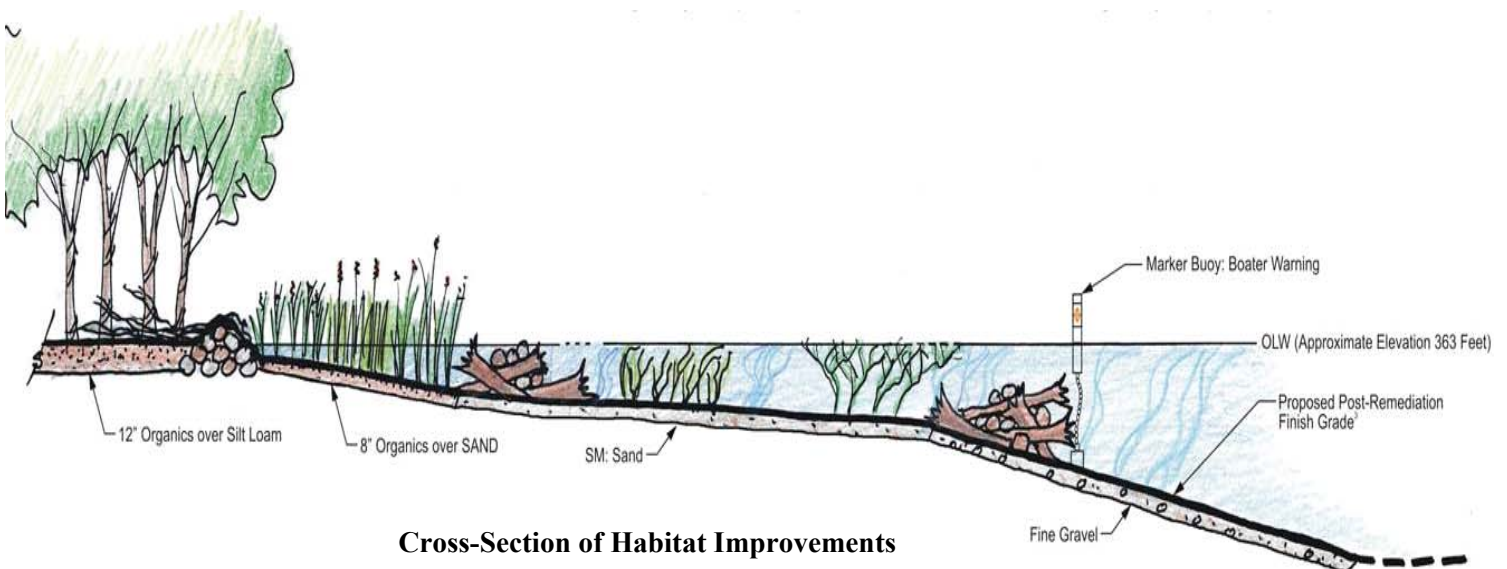 Marker Buoy: Boater Warning
OLW (Approximate Elevation 363 Feet)
Proposed Post-Remediation
Finish Grade³
12" Organics over Silt Loam
8" Organics over SAND
SM: Sand
Fine Gravel
Cross-Section of Habitat Improvements